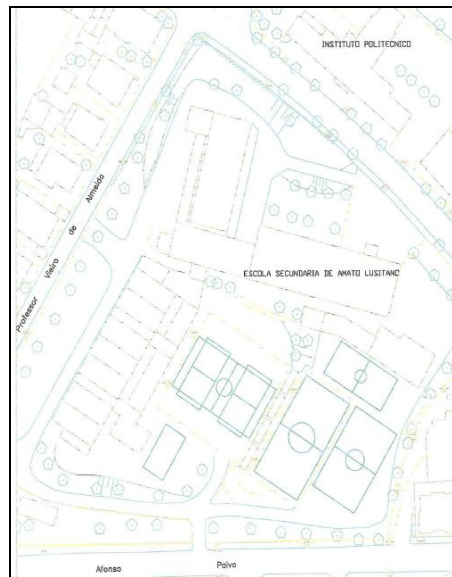 INSTITUTO POLITECNICO
Professor Vieira de Almeida
ESCOLA SECUNDARIA DE AMATO LUSITANO
Afonso Paiva